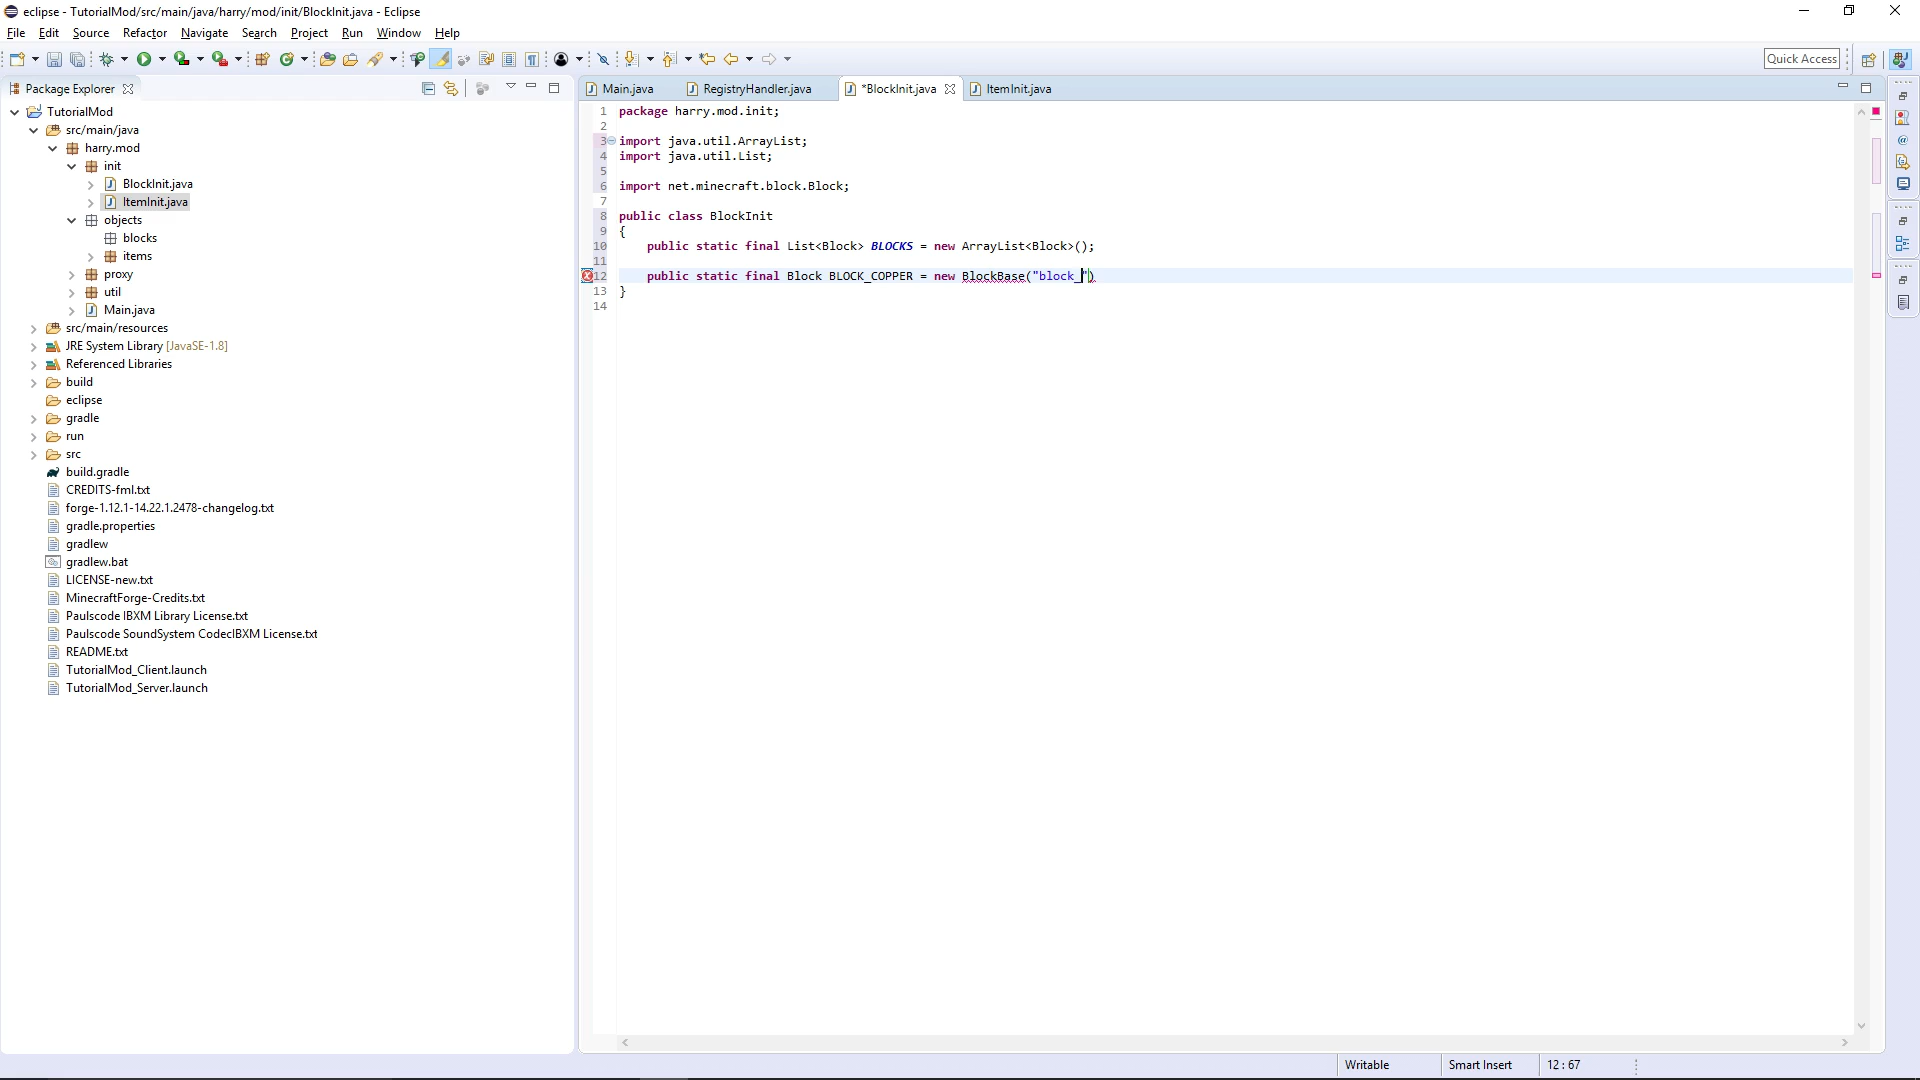 eclipse - TutorialMod/src/main/java/harry/mod/init/BlockInit.java - Eclipse
File Edit Source Refactor Navigate Search Project Run Window Help
Quick Access
Package Explorer
TutorialMod
src/main/java
harry.mod
init
BlockInit.java
ItemInit.java
objects
blocks
items
proxy
util
Main.java
src/main/resources
JRE System Library [JavaSE-1.8]
Referenced Libraries
build
eclipse
gradle
run
src
build.gradle
CREDITS-fml.txt
forge-1.12.1-14.22.1.2478-changelog.txt
gradle.properties
gradlew
gradlew.bat
LICENSE-new.txt
MinecraftForge-Credits.txt
Paulscode IBXM Library License.txt
Paulscode SoundSystem CodecIBXM License.txt
README.txt
TutorialMod_Client.launch
TutorialMod_Server.launch
Main.java RegistryHandler.java *BlockInit.java ItemInit.java
1 package harry.mod.init;
2
3 import java.util.ArrayList;
4 import java.util.List;
5
6 import net.minecraft.block.Block;
7
8 public class BlockInit
9 {
10 public static final List<Block> BLOCKS = new ArrayList<Block>();
11
12 public static final Block BLOCK_COPPER = new BlockBase("block_")
13 }
14
Writable Smart Insert 12 : 67